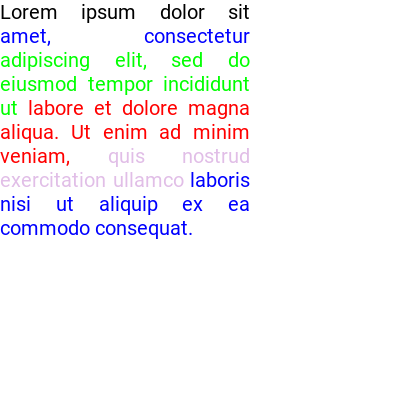 Lorem ipsum dolor sit
amet, consectetur
adipiscing elit, sed do
eiusmod tempor incididunt
ut labore et dolore magna
aliqua. Ut enim ad minim
veniam, quis nostrud
exercitation ullamco laboris
nisi ut aliquip ex ea
commodo consequat.